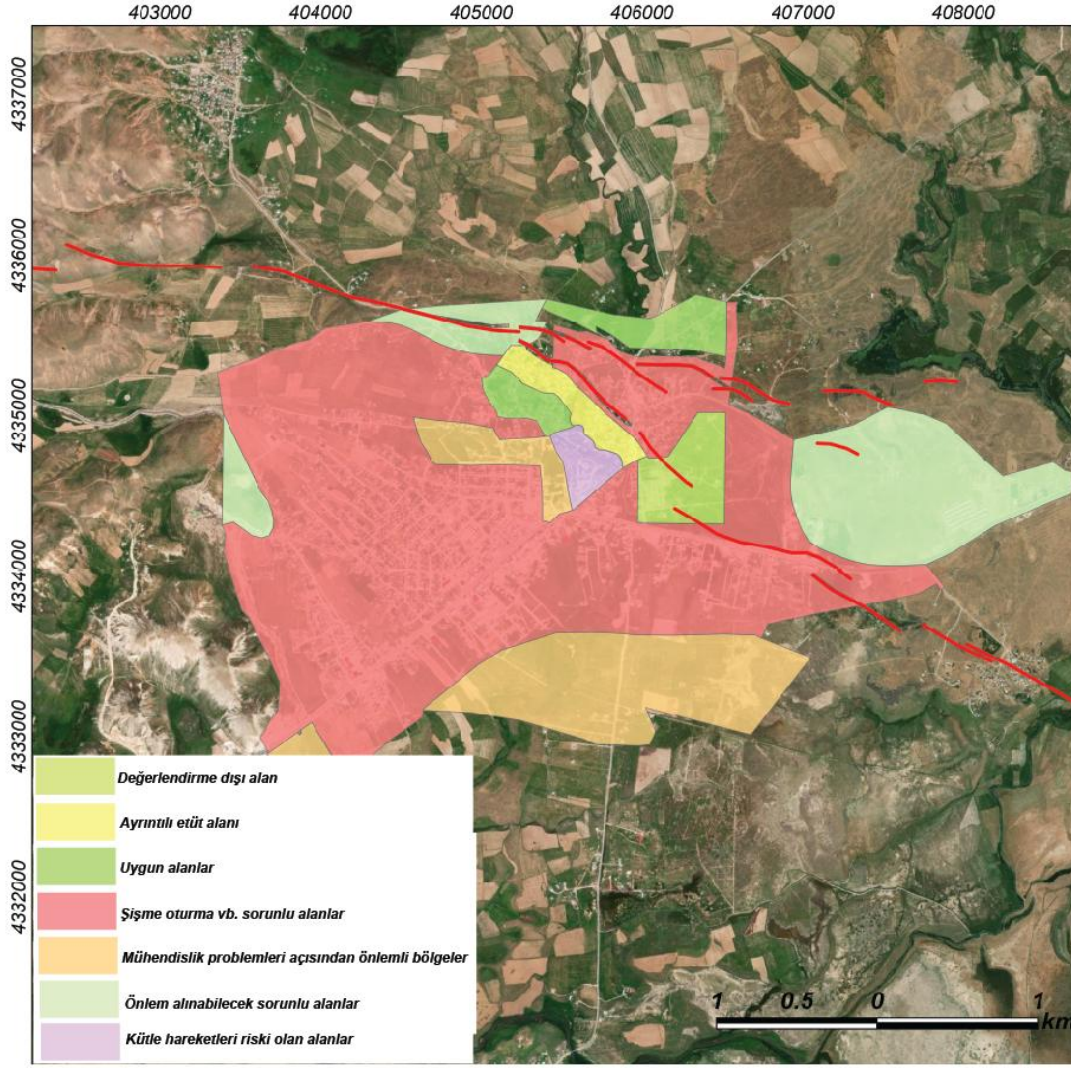 403000 404000 405000 406000 407000 408000
4337000
4336000
4335000
4334000
4333000
4332000
Değerlendirme dışı alan
Ayrıntılı etüt alanı
Uygun alanlar
Şişme oturma vb. sorunlu alanlar
Mühendislik problemleri açısından önlemli bölgeler
Önlem alınabilecek sorunlu alanlar
Kütle hareketleri riski olan alanlar
1 0.5 0 1
km